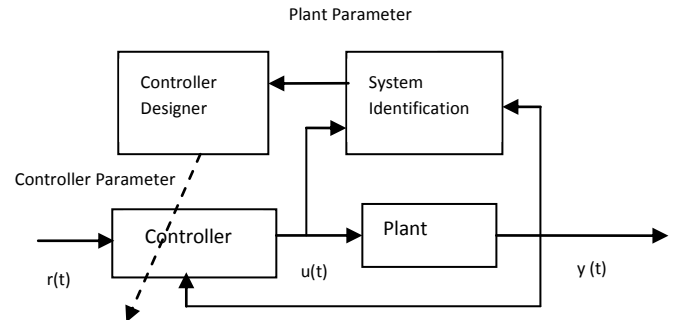 Plant Parameter
Controller
Designer
System
Identification
Controller Parameter
Controller
Plant
r(t)
u(t)
y (t)